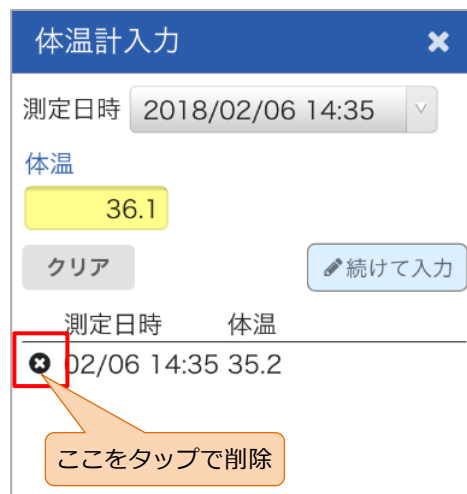 体温計入力
測定日時 2018/02/06 14:35
体温
36.1
クリア 続けて入力
測定日時 体温
02/06 14:35 35.2
ここをタップで削除